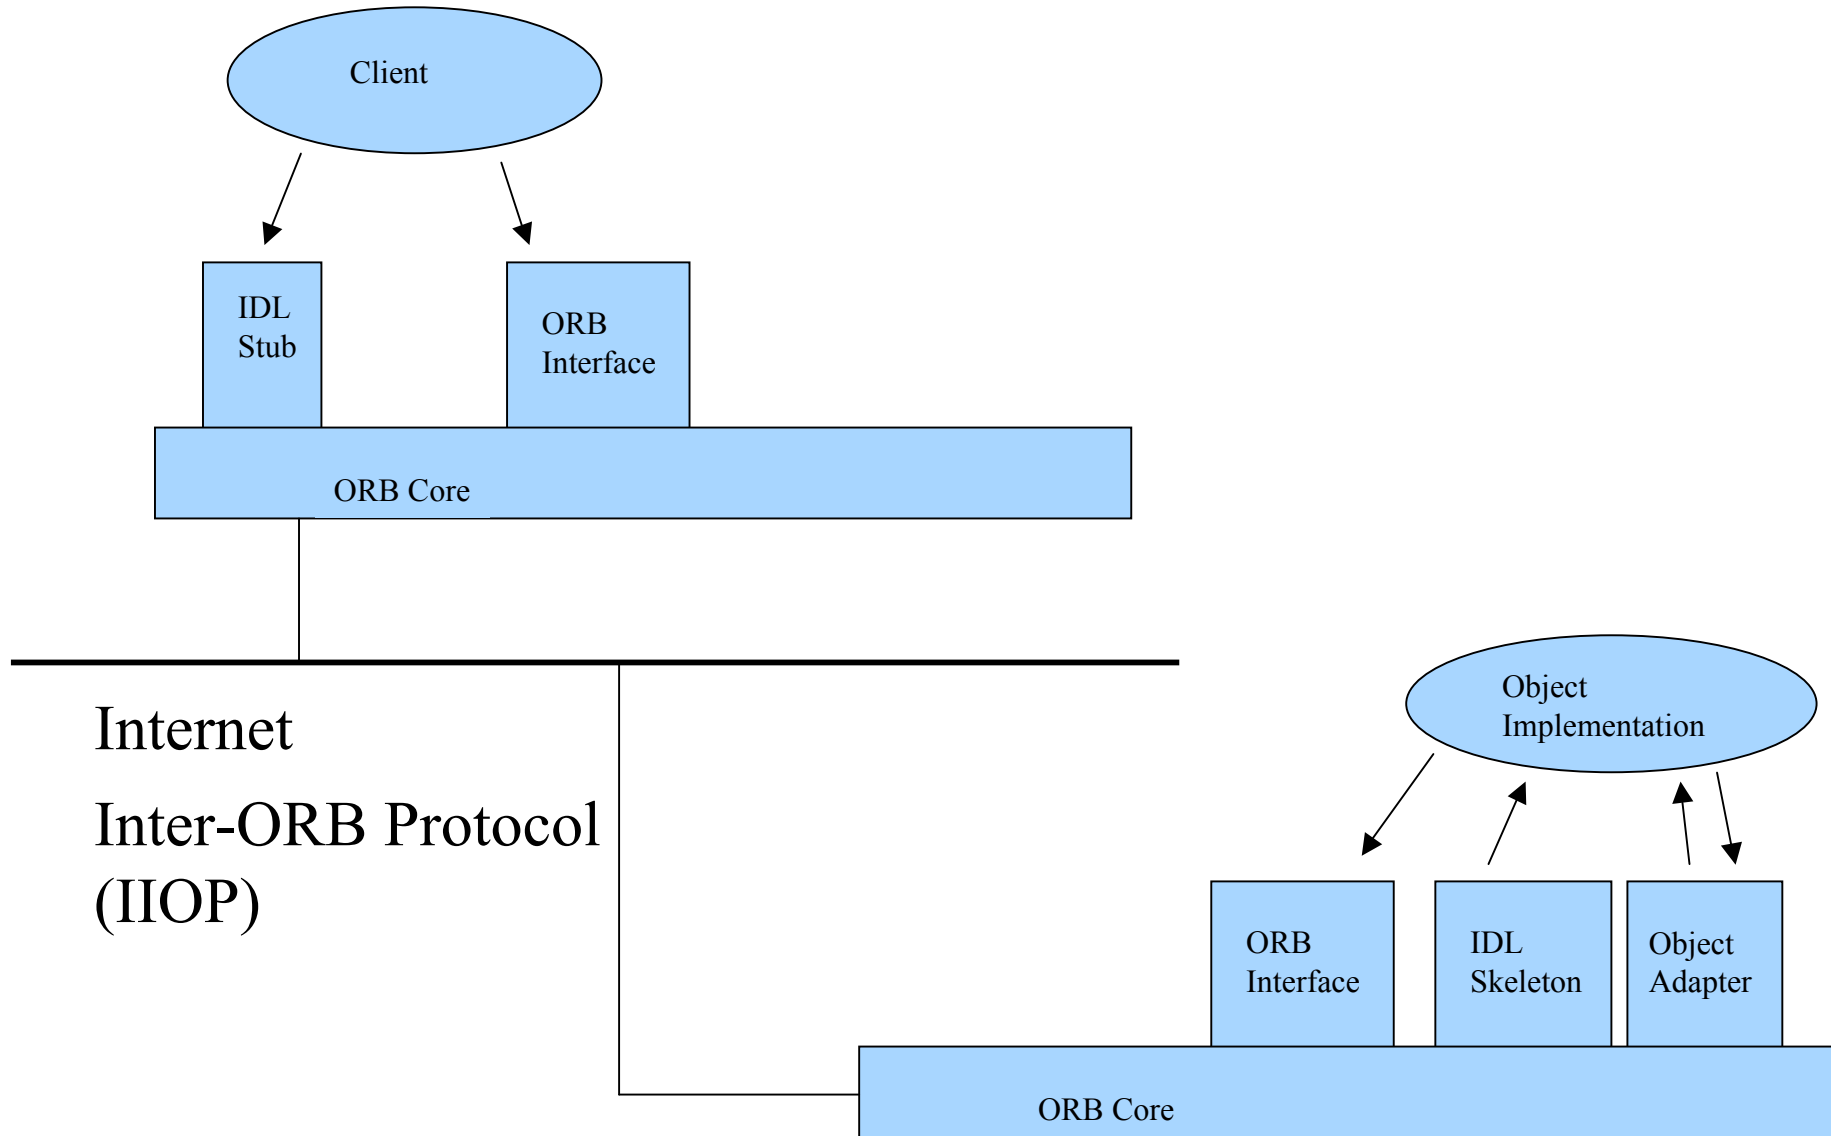 Client
IDL
Stub
ORB
Interface
ORB Core
Internet
Inter-ORB Protocol
(IIOP)
Object
Implementation
ORB
Interface
IDL
Skeleton
Object
Adapter
ORB Core